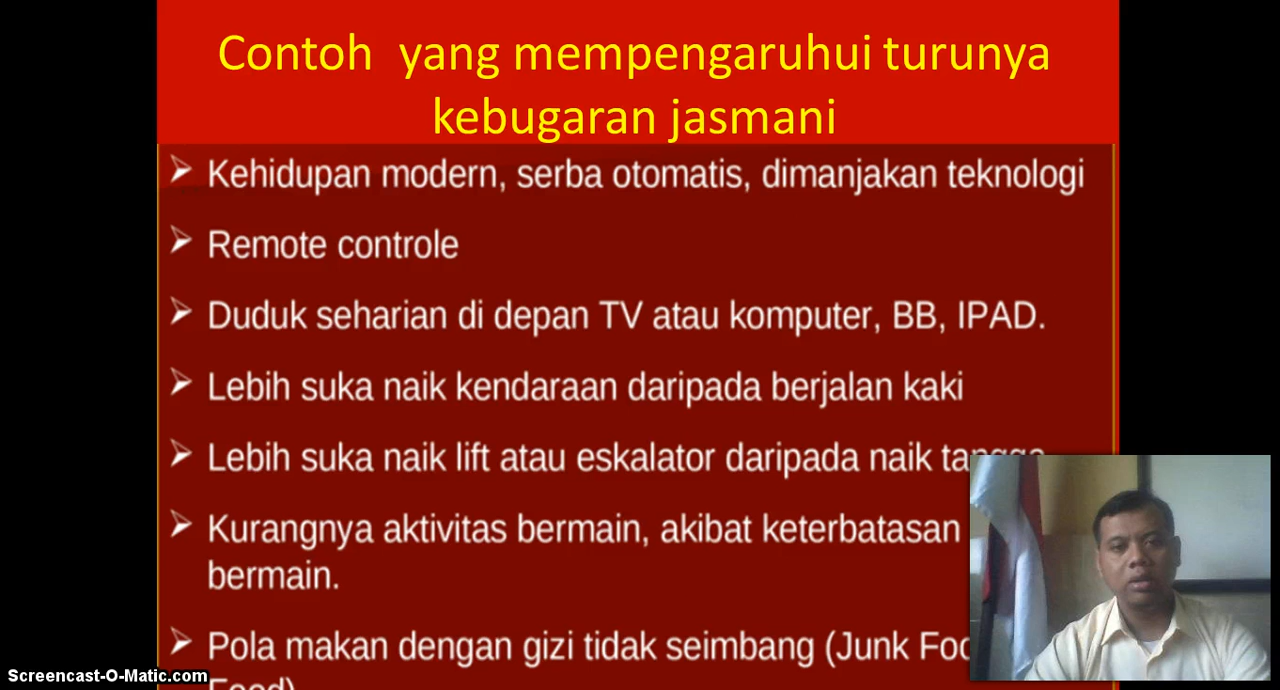 Contoh yang mempengaruhui turunya
kebugaran jasmani
➢ Kehidupan modern, serba otomatis, dimanjakan teknologi
➢ Remote controle
➢ Duduk seharian di depan TV atau komputer, BB, IPAD.
➢ Lebih suka naik kendaraan daripada berjalan kaki
➢ Lebih suka naik lift atau eskalator daripada naik tangga
➢ Kurangnya aktivitas bermain, akibat keterbatasan
bermain.
➢ Pola makan dengan gizi tidak seimbang (Junk
Food)
Screencast-O-Matic.com